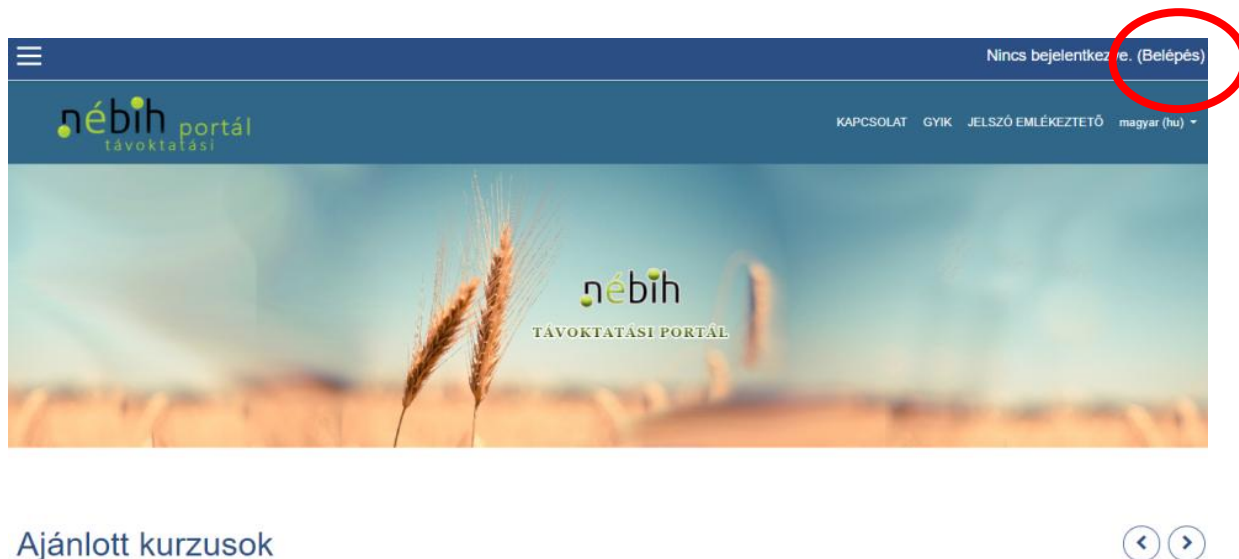 Nincs bejelentkezve. (Belépés)
nébih portál
távoktatási
KAPCSOLAT GYIK JELSZÓ EMLÉKEZTETŐ magyar (hu)
nébih
TÁVOKTATÁSI PORTÁL
Ajánlott kurzusok